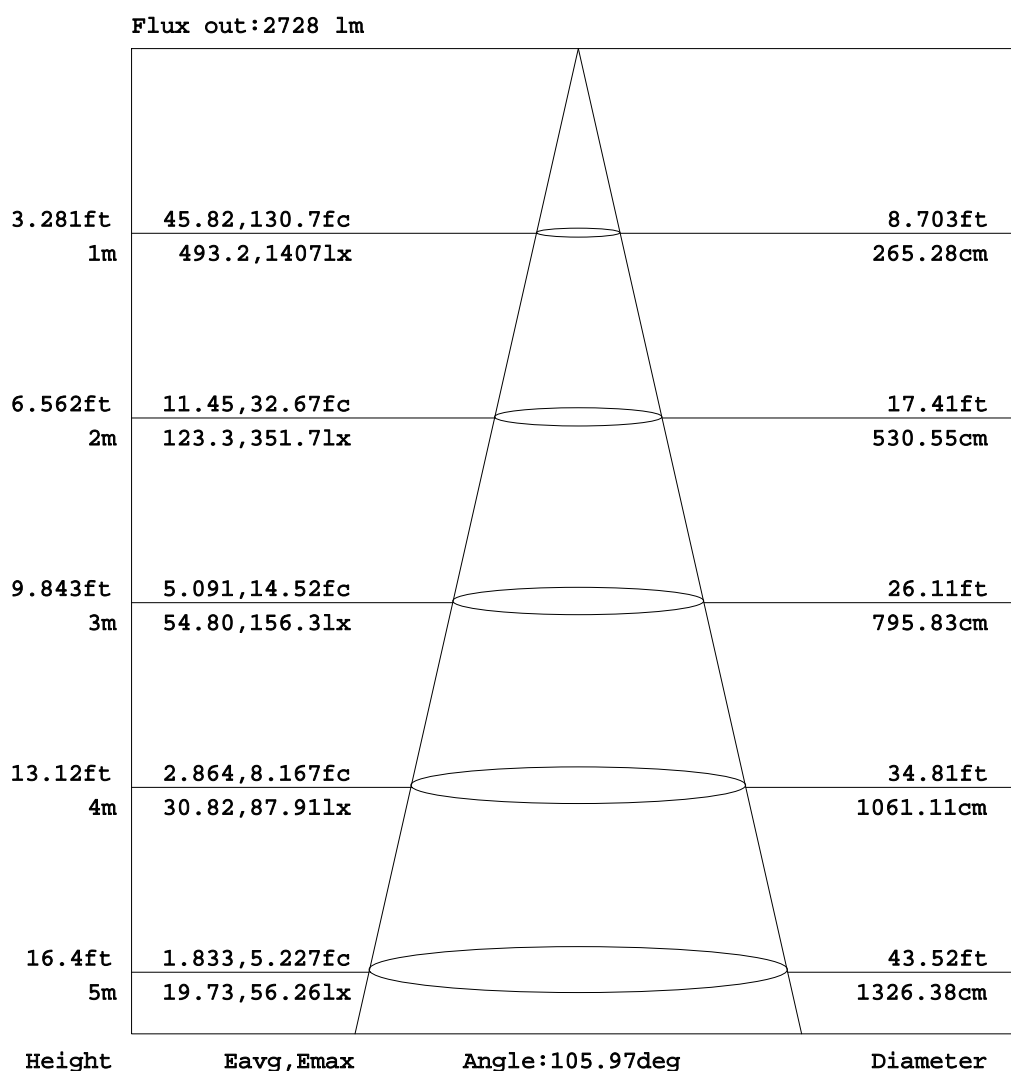 Flux out:2728 lm
3.281ft 45.82,130.7fc 8.703ft
1m 493.2,1407lx 265.28cm
6.562ft 11.45,32.67fc 17.41ft
2m 123.3,351.7lx 530.55cm
9.843ft 5.091,14.52fc 26.11ft
3m 54.80,156.3lx 795.83cm
13.12ft 2.864,8.167fc 34.81ft
4m 30.82,87.91lx 1061.11cm
16.4ft 1.833,5.227fc 43.52ft
5m 19.73,56.26lx 1326.38cm
Height Eavg,Emax Angle:105.97deg Diameter